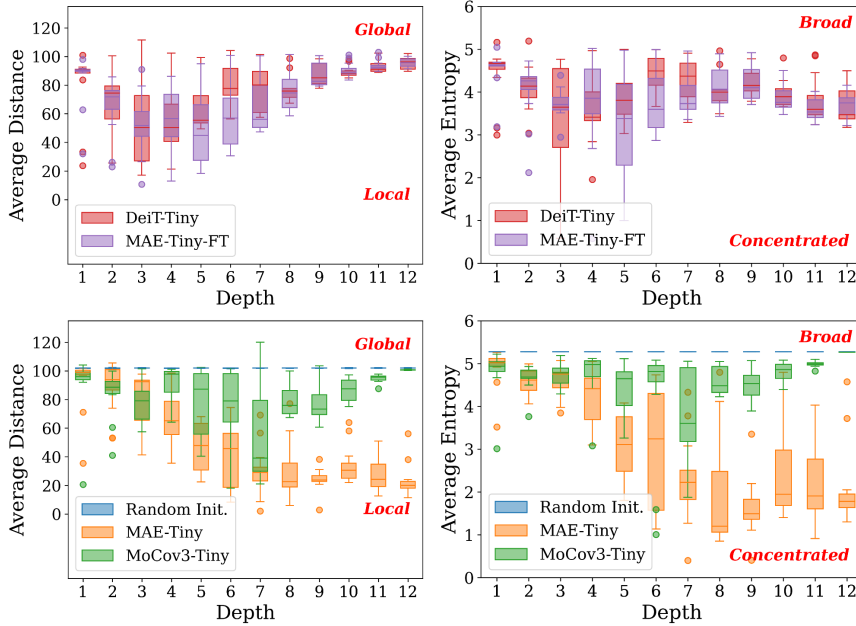 Average Distance
120
100
80
60
40
20
0
Global
Local
DeiT-Tiny
MAE-Tiny-FT
1 2 3 4 5 6 7 8 9 10 11 12
Depth
Average Entropy
6
5
4
3
2
1
0
Broad
DeiT-Tiny
MAE-Tiny-FT
Concentrated
1 2 3 4 5 6 7 8 9 10 11 12
Depth
Average Distance
120
100
80
60
40
20
0
Global
Random Init.
Local
MAE-Tiny
MoCov3-Tiny
1 2 3 4 5 6 7 8 9 10 11 12
Depth
Average Entropy
6
5
4
3
2
1
0
Broad
Random Init.
MAE-Tiny
MoCov3-Tiny
Concentrated
1 2 3 4 5 6 7 8 9 10 11 12
Depth